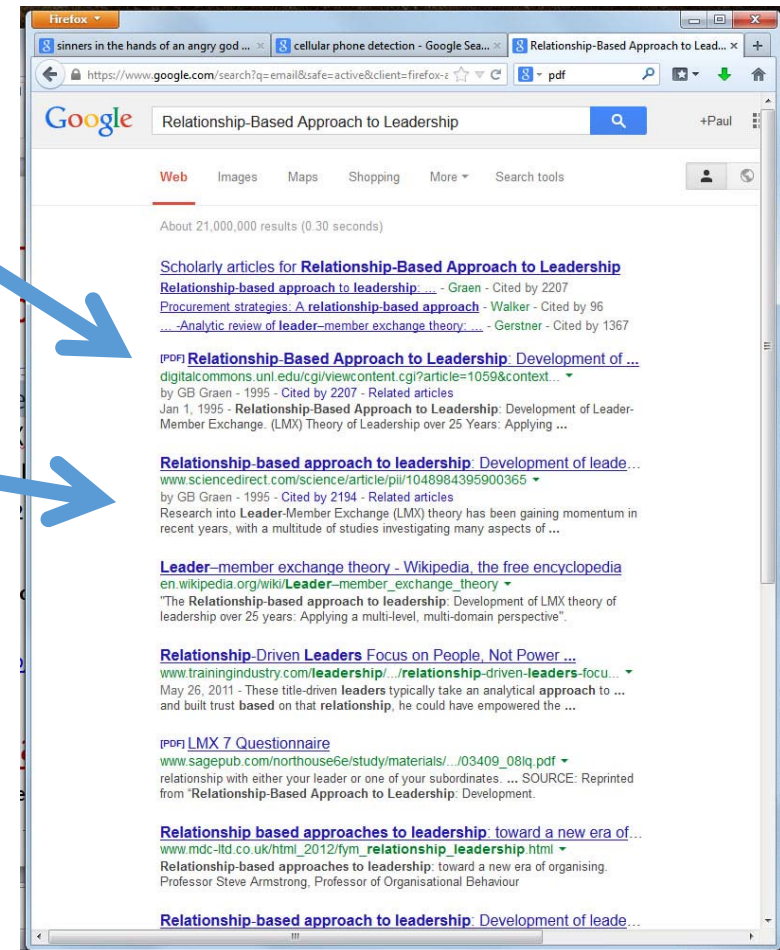 Firefox
sinners in the hands of an angry god ...
cellular phone detection - Google Sea...
Relationship-Based Approach to Lead...
https://www.google.com/search?q=email&safe=active&client=firefox-a
pdf
Google
Relationship-Based Approach to Leadership
+Paul
Web Images Maps Shopping More Search tools
About 21,000,000 results (0.30 seconds)
Scholarly articles for Relationship-Based Approach to Leadership
Relationship-based approach to leadership: ... - Graen - Cited by 2207
Procurement strategies: A relationship-based approach - Walker - Cited by 96
... -Analytic review of leader–member exchange theory: ... - Gerstner - Cited by 1367
[PDF] Relationship-Based Approach to Leadership: Development of ...
digitalcommons.unl.edu/cgi/viewcontent.cgi?article=1059&context...
by GB Graen - 1995 - Cited by 2207 - Related articles
Jan 1, 1995 - Relationship-Based Approach to Leadership: Development of Leader-
Member Exchange. (LMX) Theory of Leadership over 25 Years: Applying ...
Relationship-based approach to leadership: Development of leade...
www.sciencedirect.com/science/article/pii/1048984395900365
by GB Graen - 1995 - Cited by 2194 - Related articles
Research into Leader-Member Exchange (LMX) theory has been gaining momentum in
recent years, with a multitude of studies investigating many aspects of ...
Leader–member exchange theory - Wikipedia, the free encyclopedia
en.wikipedia.org/wiki/Leader–member_exchange_theory
"The Relationship-based approach to leadership: Development of LMX theory of
leadership over 25 years: Applying a multi-level, multi-domain perspective".
Relationship-Driven Leaders Focus on People, Not Power ...
www.trainingindustry.com/leadership/.../relationship-driven-leaders-focu...
May 26, 2011 - These title-driven leaders typically take an analytical approach to ...
and built trust based on that relationship, he could have empowered the ...
[PDF] LMX 7 Questionnaire
www.sagepub.com/northouse6e/study/materials/.../03409_08lq.pdf
relationship with either your leader or one of your subordinates. ... SOURCE: Reprinted
from "Relationship-Based Approach to Leadership: Development.
Relationship based approaches to leadership: toward a new era of...
www.mdc-ltd.co.uk/html_2012/fym_relationship_leadership.html
Relationship-based approaches to leadership: toward a new era of organising.
Professor Steve Armstrong, Professor of Organisational Behaviour
Relationship-based approach to leadership: Development of leade...